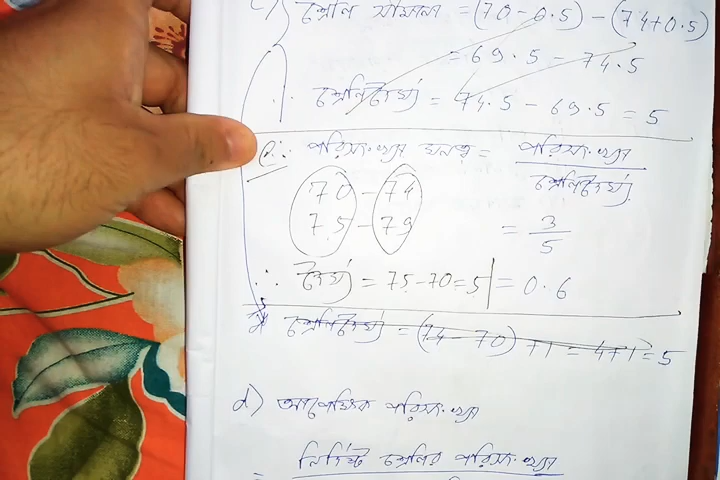 c) শ্রেণি সীমানা = (70 - 0.5) - (74+0.5)
= 69.5 - 74.5
∴ শ্রেণিদৈর্ঘ্য = 74.5 - 69.5 = 5
পরিসংখ্যা ঘনত্ব = পরিসংখ্যা / শ্রেণিদৈর্ঘ্য
70 - 74
75 - 79 = 3/5
∴ দৈর্ঘ্য = 75-70=5 = 0.6
শ্রেণিদৈর্ঘ্য = (74 - 70) +1 = 4+1 = 5
d) আপেক্ষিক পরিসংখ্যা
নির্দিষ্ট শ্রেণির পরিসংখ্যা